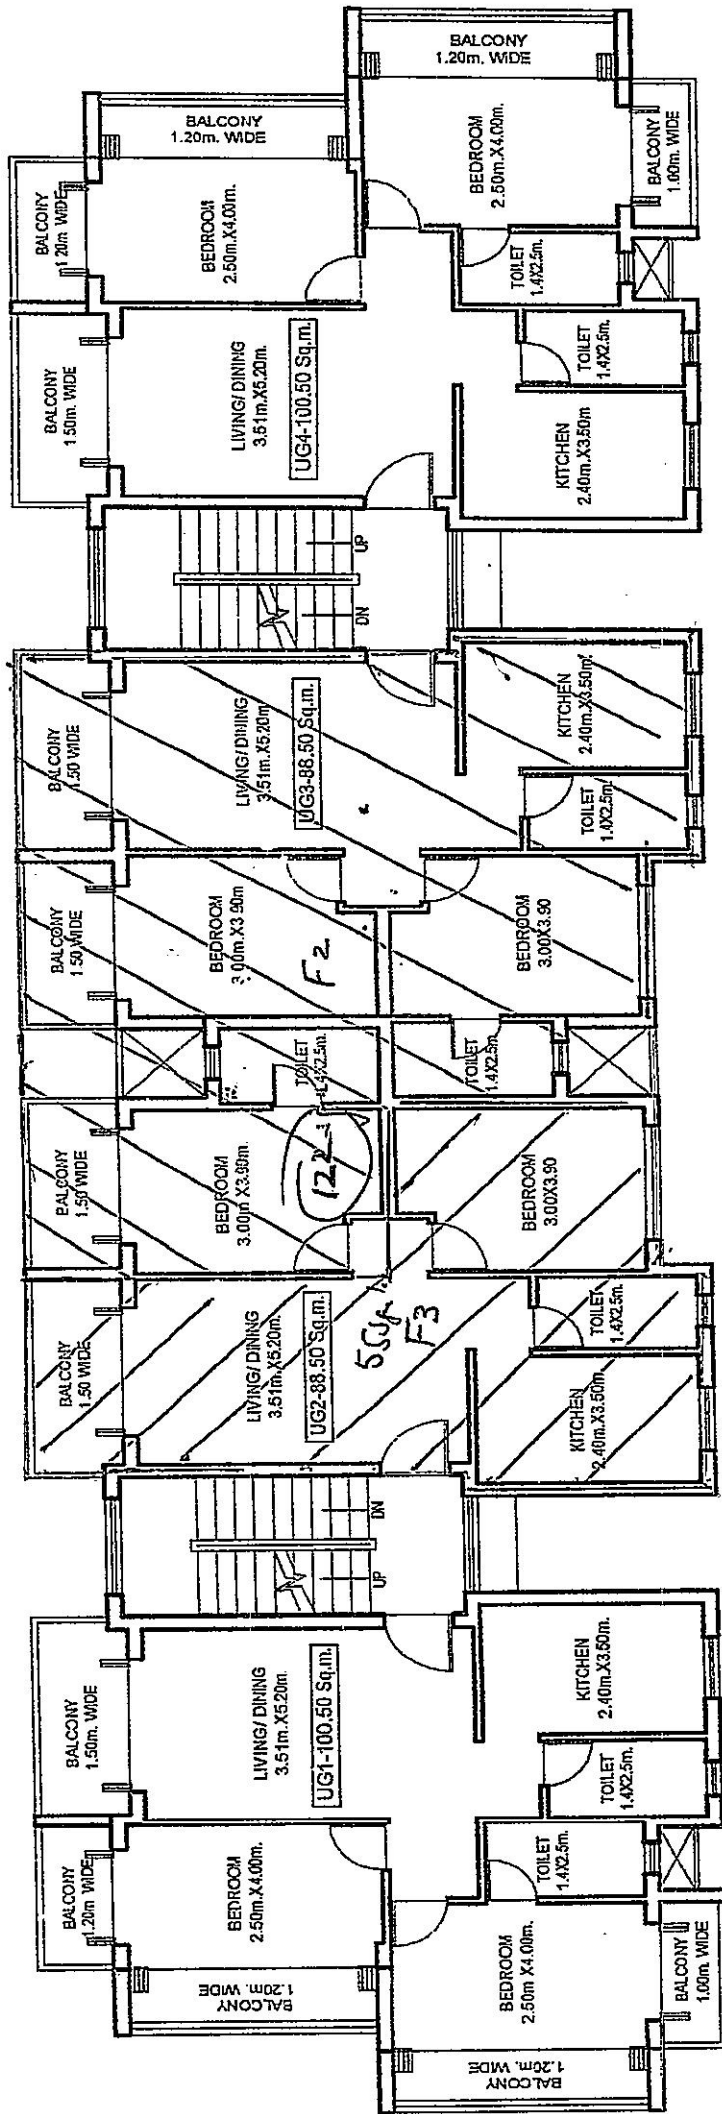 BALCONY
1.20m. WIDE
BALCONY
1.20m. WIDE
BALCONY
1.20m. WIDE
BEDROOM
2.50m.X4.00m.
BALCONY
1.00m. WIDE
BEDROOM
2.50m.X4.00m.
TOILET
1.4X2.5m.
BALCONY
1.50m. WIDE
LIVING/ DINING
3.51m.X5.20m.
UG4-100.50 Sq.m.
TOILET
1.4X2.5m.
KITCHEN
2.40m.X3.50m
UP
DN
BALCONY
1.50 WIDE
LIVING/ DINING
3.51m.X5.20m.
UG3-88.50 Sq.m.
KITCHEN
2.40m.X3.50m.
TOILET
1.4X2.5m.
BALCONY
1.50 WIDE
BEDROOM
3.00m.X3.90m
F2
BEDROOM
3.00X3.90
TOILET
1.4X2.5m.
TOILET
1.4X2.5m.
BALCONY
1.50 WIDE
BEDROOM
3.00m X3.90m.
122
BEDROOM
3.00X3.90
BALCONY
1.50 WIDE
LIVING/ DINING
3.51m.X5.20m.
UG2-88.50 Sq.m.
F3
TOILET
1.4X2.5m.
KITCHEN
2.40m.X3.50m.
DN
UP
BALCONY
1.50m. WIDE
LIVING/ DINING
3.51m.X5.20m.
UG1-100.50 Sq.m.
KITCHEN
2.40m.X3.50m.
TOILET
1.4X2.5m.
BALCONY
1.20m. WIDE
BEDROOM
2.50m.X4.00m.
TOILET
1.4X2.5m.
BALCONY
1.20m. WIDE
BEDROOM
2.50m X4.00m.
BALCONY
1.00m. WIDE
BALCONY
1.20m. WIDE